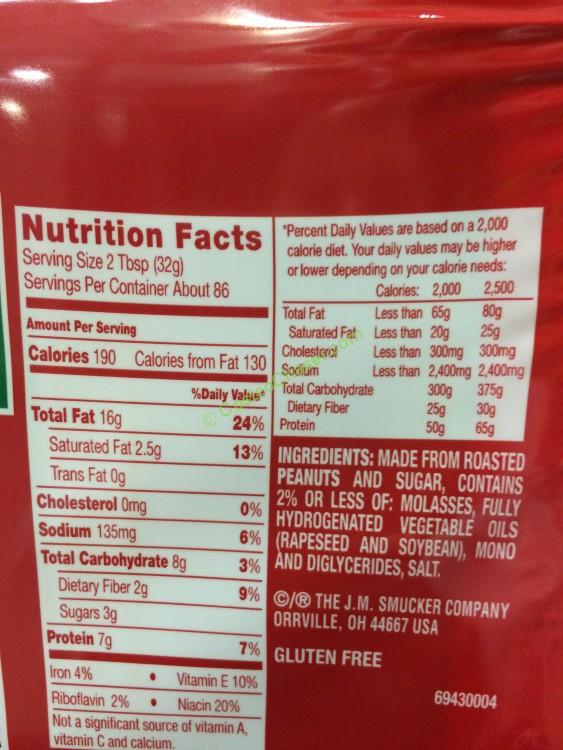 Nutrition Facts
Serving Size 2 Tbsp (32g)
Servings Per Container About 86
Amount Per Serving
Calories 190 Calories from Fat 130
%Daily Value*
Total Fat 16g 24%
Saturated Fat 2.5g 13%
Trans Fat 0g
Cholesterol 0mg 0%
Sodium 135mg 6%
Total Carbohydrate 8g 3%
Dietary Fiber 2g 9%
Sugars 3g
Protein 7g 7%
Iron 4% • Vitamin E 10%
Riboflavin 2% • Niacin 20%
Not a significant source of vitamin A,
vitamin C and calcium.
*Percent Daily Values are based on a 2,000
calorie diet. Your daily values may be higher
or lower depending on your calorie needs:
Calories: 2,000 2,500
Total Fat Less than 65g 80g
Saturated Fat Less than 20g 25g
Cholesterol Less than 300mg 300mg
Sodium Less than 2,400mg 2,400mg
Total Carbohydrate 300g 375g
Dietary Fiber 25g 30g
Protein 50g 65g
INGREDIENTS: MADE FROM ROASTED
PEANUTS AND SUGAR, CONTAINS
2% OR LESS OF: MOLASSES, FULLY
HYDROGENATED VEGETABLE OILS
(RAPESEED AND SOYBEAN), MONO
AND DIGLYCERIDES, SALT.
©/® THE J.M. SMUCKER COMPANY
ORRVILLE, OH 44667 USA
GLUTEN FREE
69430004